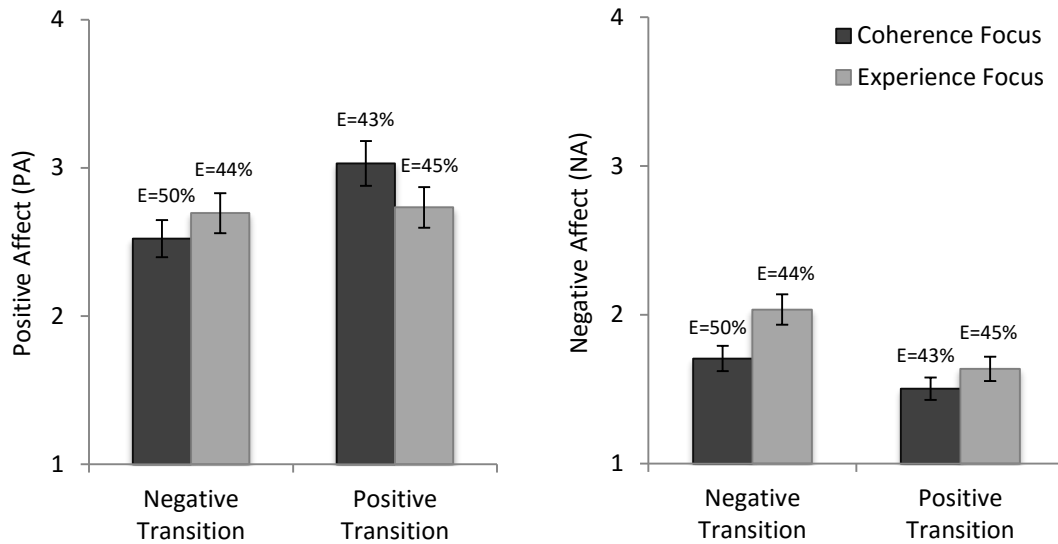 Positive Affect (PA)
4
3
2
1
E=50%
E=44%
E=43%
E=45%
Negative
Transition
Positive
Transition
Negative Affect (NA)
4
3
2
1
Coherence Focus
Experience Focus
E=50%
E=44%
E=43%
E=45%
Negative
Transition
Positive
Transition